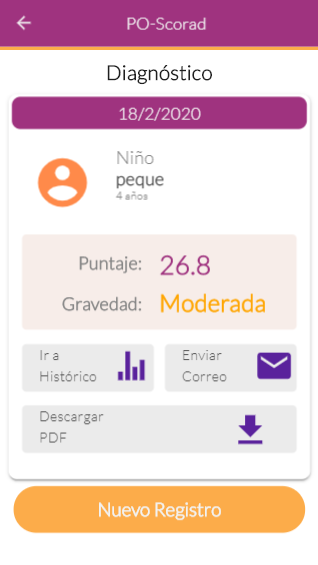 PO-Scorad
Diagnóstico
18/2/2020
Niño
peque
4 años
Puntaje: 26.8
Gravedad: Moderada
Ir a
Histórico
Enviar
Correo
Descargar
PDF
Nuevo Registro